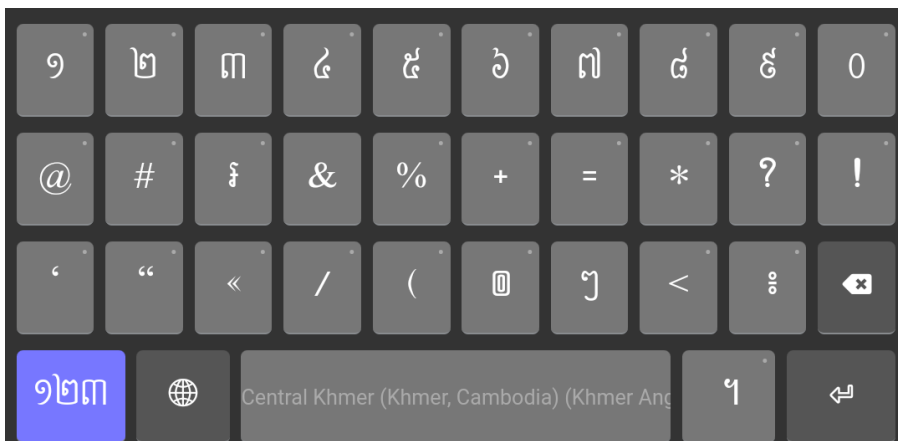 ១ ២ ៣ ៤ ៥ ៦ ៧ ៨ ៩ ០
@ # ៛ & % + = * ? !
‘ “ « / ( ៗ < ៖
១២៣ Central Khmer (Khmer, Cambodia) (Khmer Ang ។